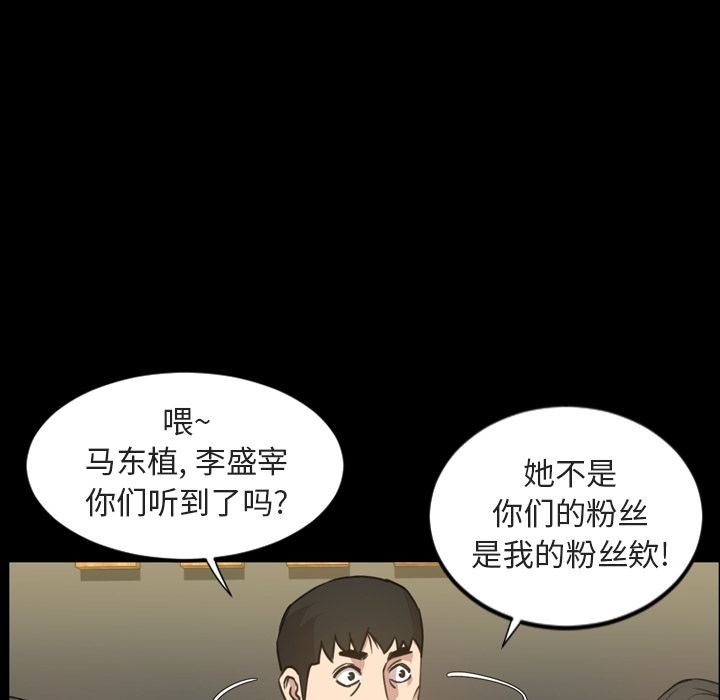 喂~
马东植, 李盛宰
你们听到了吗?
她不是
你们的粉丝
是我的粉丝欸!